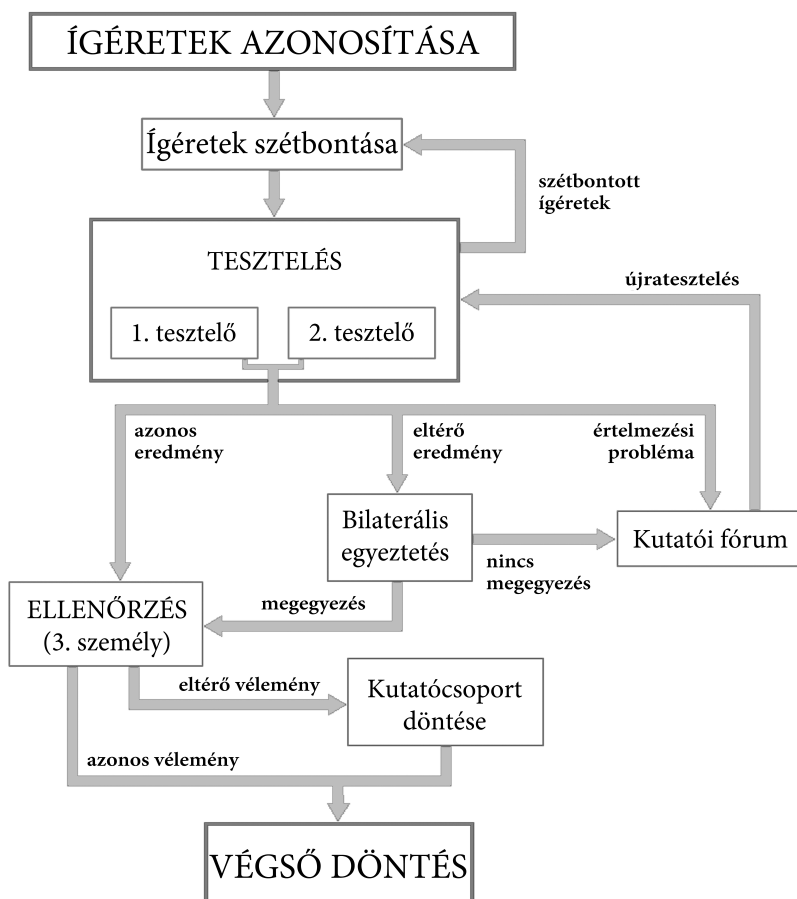 ÍGÉRETEK AZONOSÍTÁSA
Ígéretek szétbontása
szétbontott
ígéretek
TESZTELÉS
újratesztelés
1. tesztelő
2. tesztelő
azonos
eredmény
eltérő
eredmény
értelmezési
probléma
Bilaterális
egyeztetés
Kutatói fórum
nincs
megegyezés
megegyezés
ELLENŐRZÉS
(3. személy)
eltérő vélemény
Kutatócsoport
döntése
azonos vélemény
VÉGSŐ DÖNTÉS